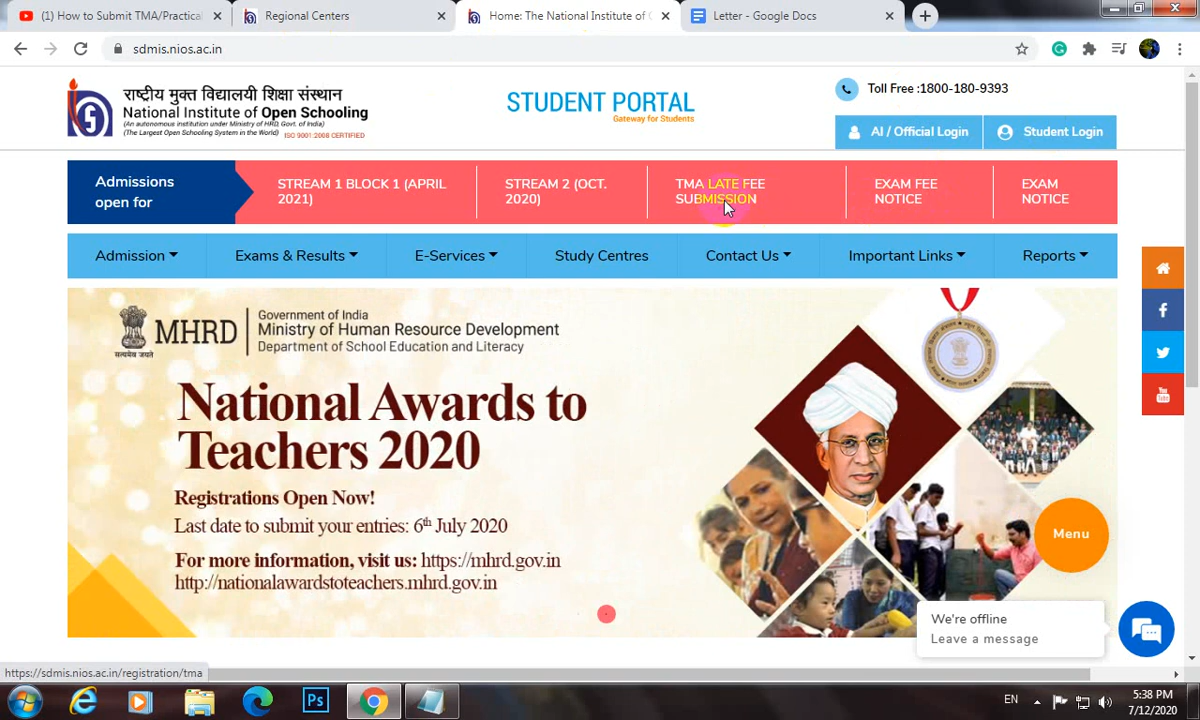 (1) How to Submit TMA/Practical
Regional Centers
Home: The National Institute of O
Letter - Google Docs
sdmis.nios.ac.in
राष्ट्रीय मुक्त विद्यालयी शिक्षा संस्थान
National Institute of Open Schooling
(An autonomous institution under Ministry of HRD, Govt. of India)
(The Largest Open Schooling System in the World) ISO 9001:2008 CERTIFIED
STUDENT PORTAL
Gateway for Students
Toll Free :1800-180-9393
AI / Official Login
Student Login
Admissions
open for
STREAM 1 BLOCK 1 (APRIL
2021)
STREAM 2 (OCT.
2020)
TMA LATE FEE
SUBMISSION
EXAM FEE
NOTICE
EXAM
NOTICE
Admission
Exams & Results
E-Services
Study Centres
Contact Us
Important Links
Reports
सत्यमेव जयते
MHRD
Government of India
Ministry of Human Resource Development
Department of School Education and Literacy
National Awards to
Teachers 2020
Registrations Open Now!
Last date to submit your entries: 6th July 2020
For more information, visit us: https://mhrd.gov.in
http://nationalawardstoteachers.mhrd.gov.in
Menu
We're offline
Leave a message
You
https://sdmis.nios.ac.in/registration/tma
Ps
EN
5:38 PM
7/12/2020